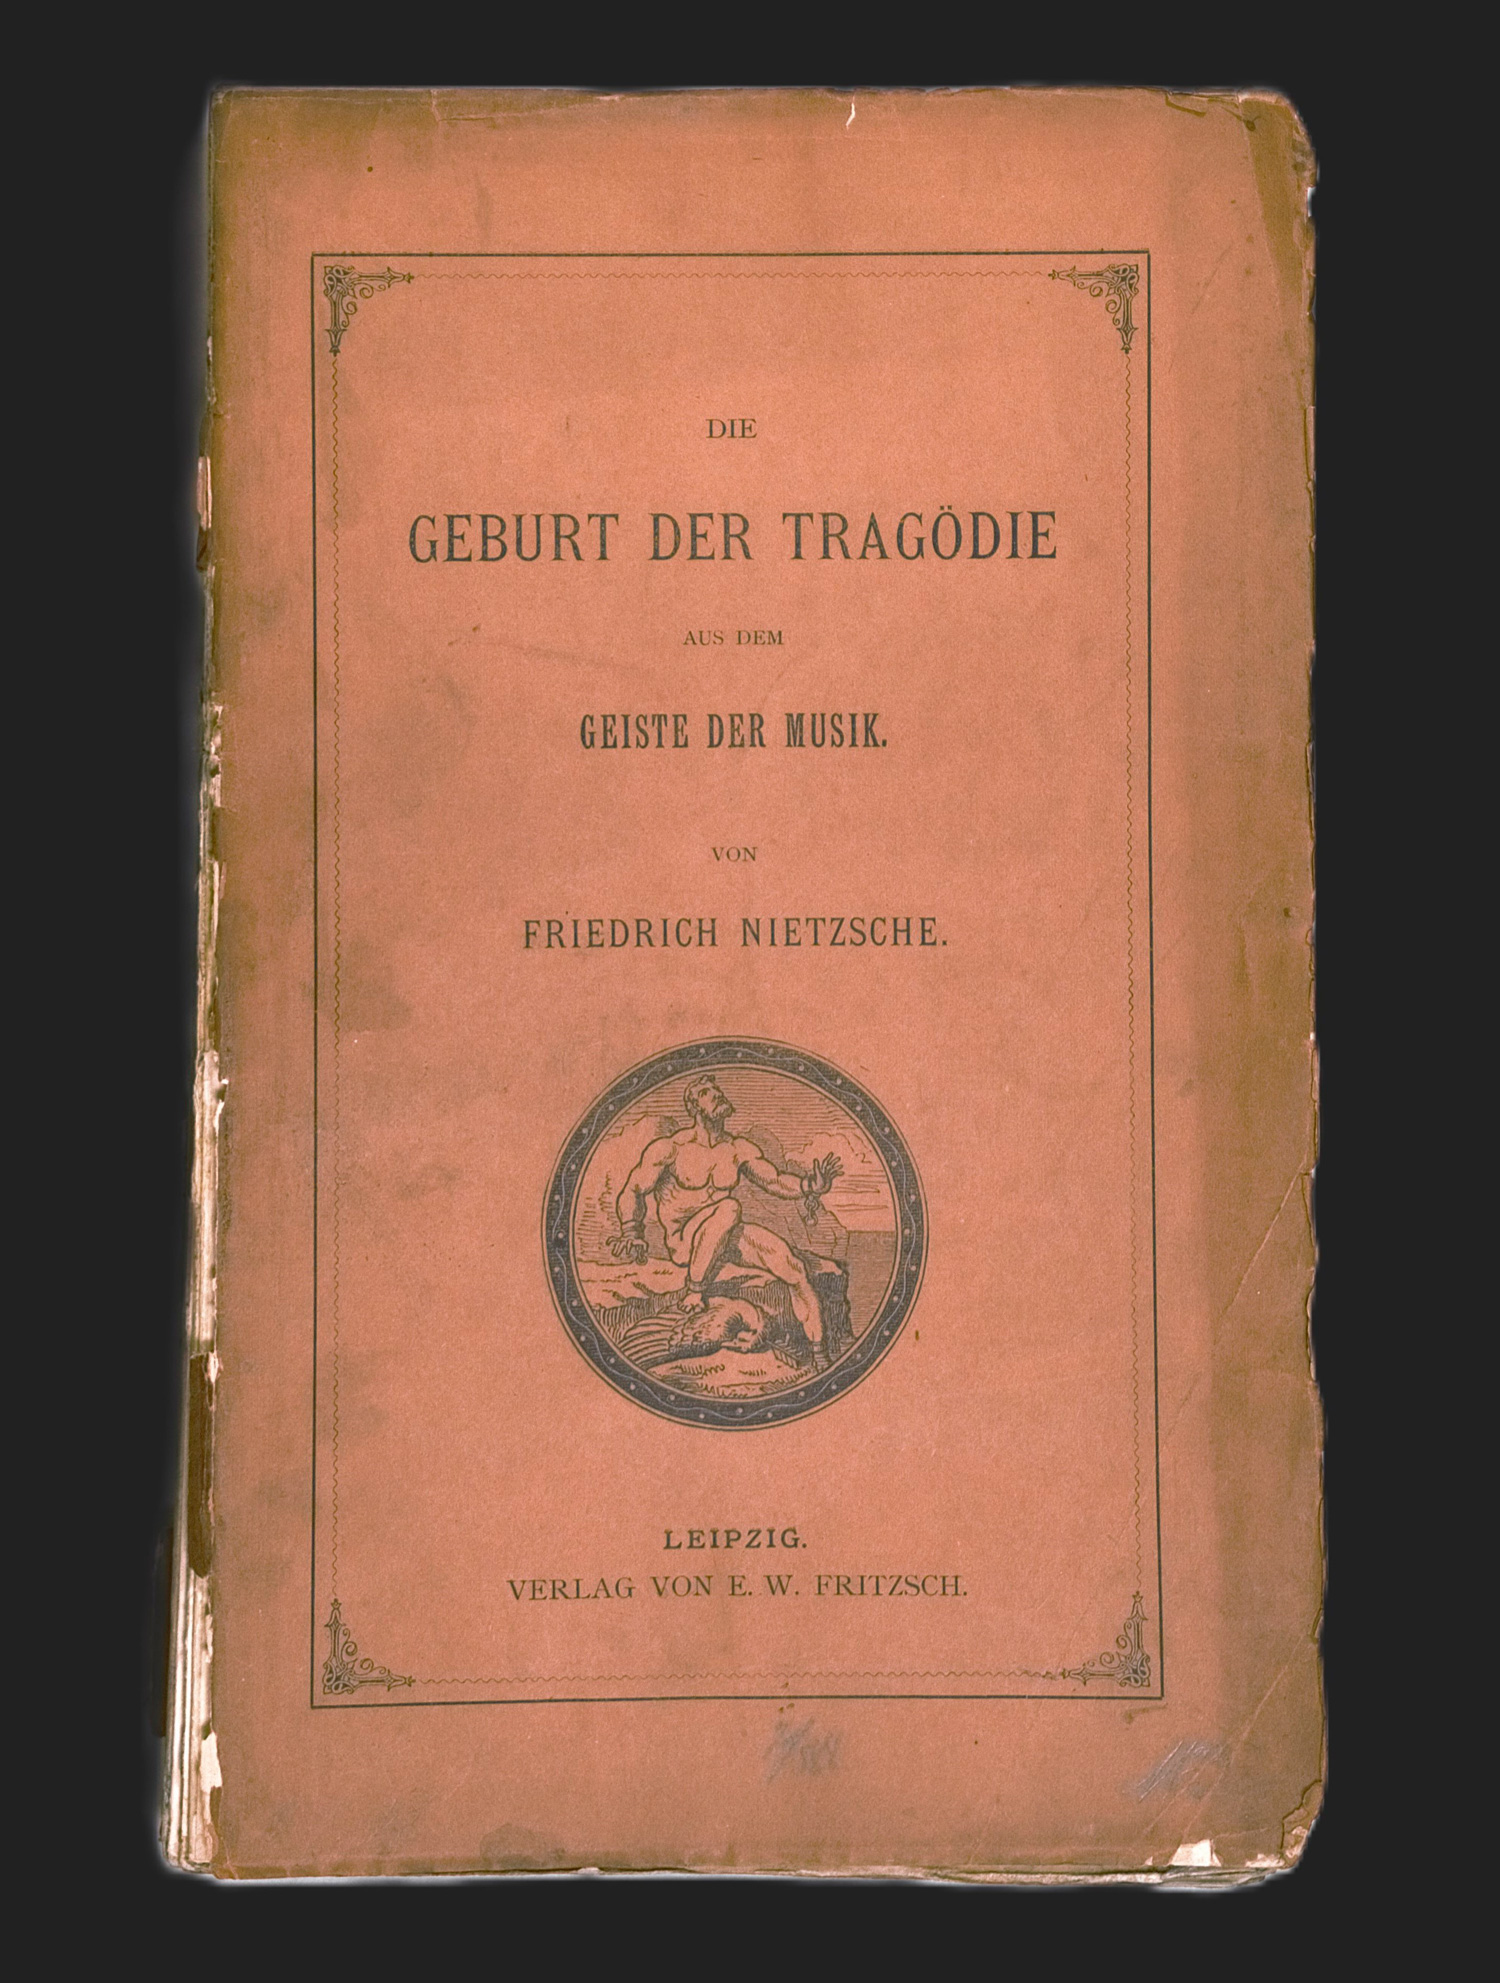 DIE
GEBURT DER TRAGÖDIE
AUS DEM
GEISTE DER MUSIK.
VON
FRIEDRICH NIETZSCHE.
LEIPZIG.
VERLAG VON E. W. FRITZSCH.